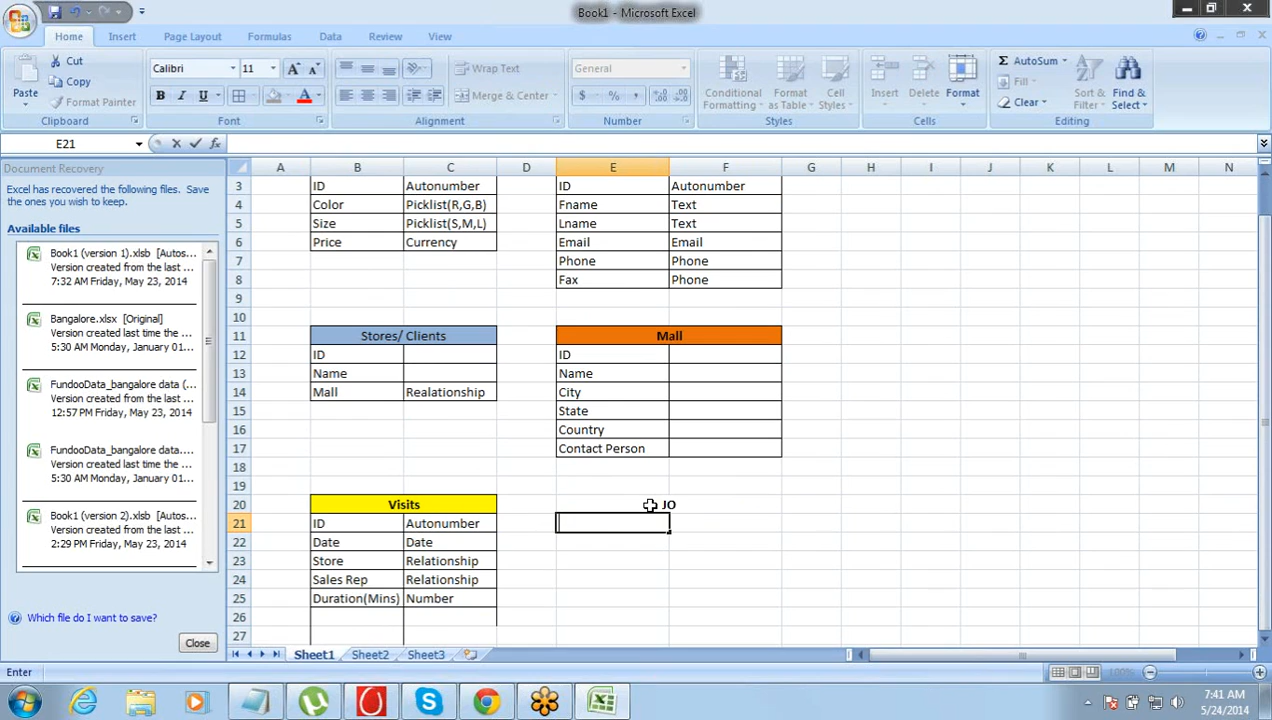 Book1 - Microsoft Excel
Home Insert Page Layout Formulas Data Review View
Paste
Cut
Copy
Format Painter
Clipboard
Calibri 11
B I U
Font
Wrap Text
Merge & Center
Alignment
General
$ % ,
Number
Conditional Formatting
Format as Table
Cell Styles
Styles
Insert
Delete
Format
Cells
AutoSum
Fill
Clear
Sort & Filter
Find & Select
Editing
E21
Document Recovery
Excel has recovered the following files. Save
the ones you wish to keep.
Available files
Book1 (version 1).xlsb [Autos...
Version created from the last ...
7:32 AM Friday, May 23, 2014
Bangalore.xlsx [Original]
Version created last time the ...
5:30 AM Monday, January 01...
FundooData_bangalore data (...
Version created from the last ...
12:57 PM Friday, May 23, 2014
FundooData_bangalore data....
Version created last time the ...
5:30 AM Monday, January 01...
Book1 (version 2).xlsb [Autos...
Version created from the last ...
2:29 PM Friday, May 23, 2014
Which file do I want to save?
Close
A B C D E F G H I J K L M N
3 ID Autonumber ID Autonumber
4 Color Picklist(R,G,B) Fname Text
5 Size Picklist(S,M,L) Lname Text
6 Price Currency Email Email
7 Phone Phone
8 Fax Phone
9
10
11 Stores/ Clients Mall
12 ID ID
13 Name Name
14 Mall Realationship City
15 State
16 Country
17 Contact Person
18
19
20 Visits JO
21 ID Autonumber
22 Date Date
23 Store Relationship
24 Sales Rep Relationship
25 Duration(Mins) Number
26
27
Sheet1 Sheet2 Sheet3
Enter
100%
7:41 AM
5/24/2014